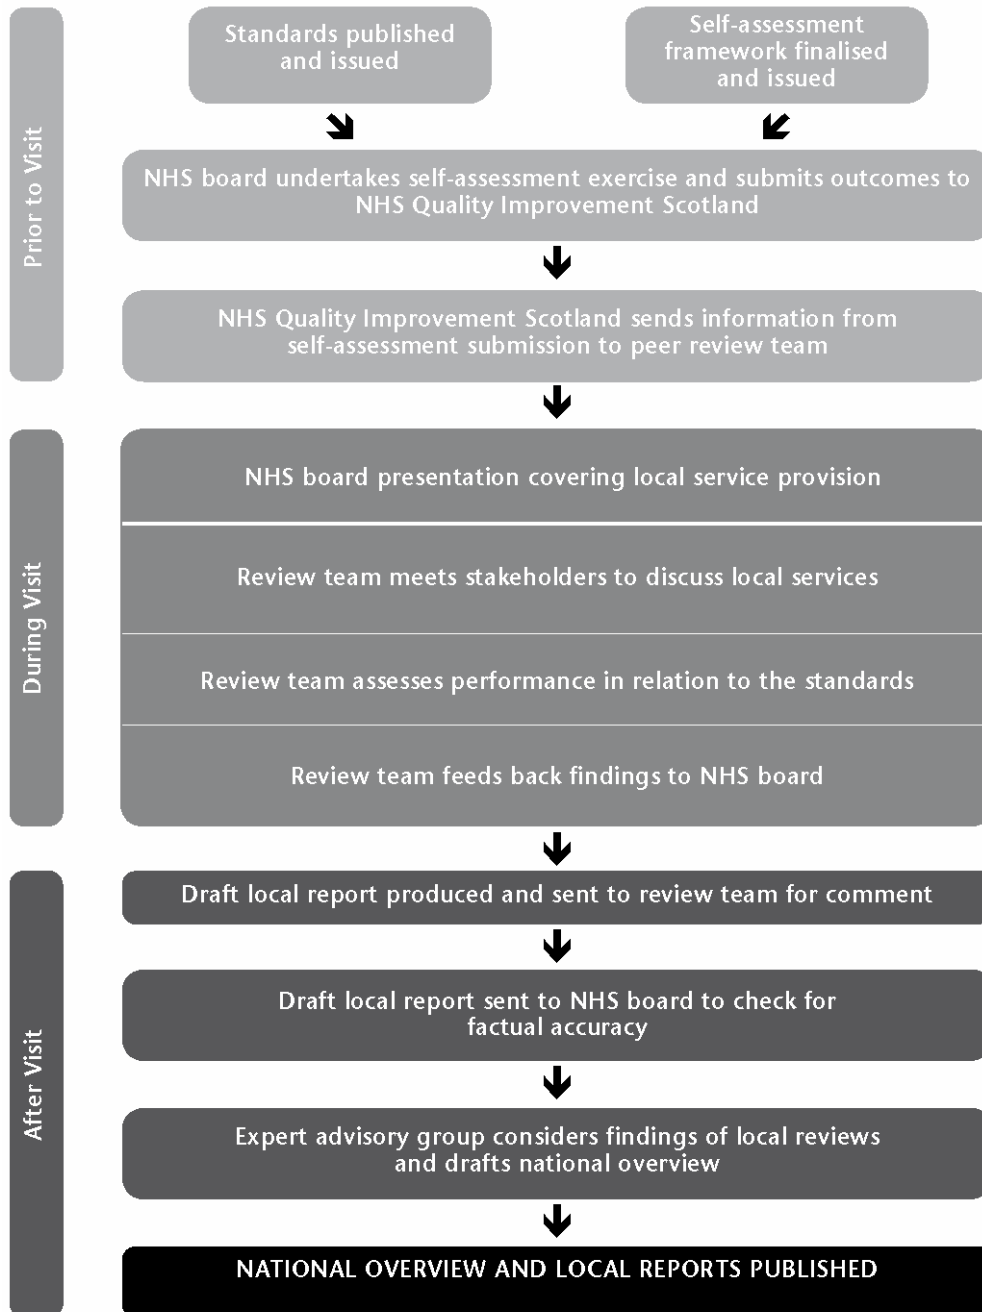 Prior to Visit
Standards published
and issued
Self-assessment
framework finalised
and issued
NHS board undertakes self-assessment exercise and submits outcomes to
NHS Quality Improvement Scotland
NHS Quality Improvement Scotland sends information from
self-assessment submission to peer review team
During Visit
NHS board presentation covering local service provision
Review team meets stakeholders to discuss local services
Review team assesses performance in relation to the standards
Review team feeds back findings to NHS board
After Visit
Draft local report produced and sent to review team for comment
Draft local report sent to NHS board to check for
factual accuracy
Expert advisory group considers findings of local reviews
and drafts national overview
NATIONAL OVERVIEW AND LOCAL REPORTS PUBLISHED